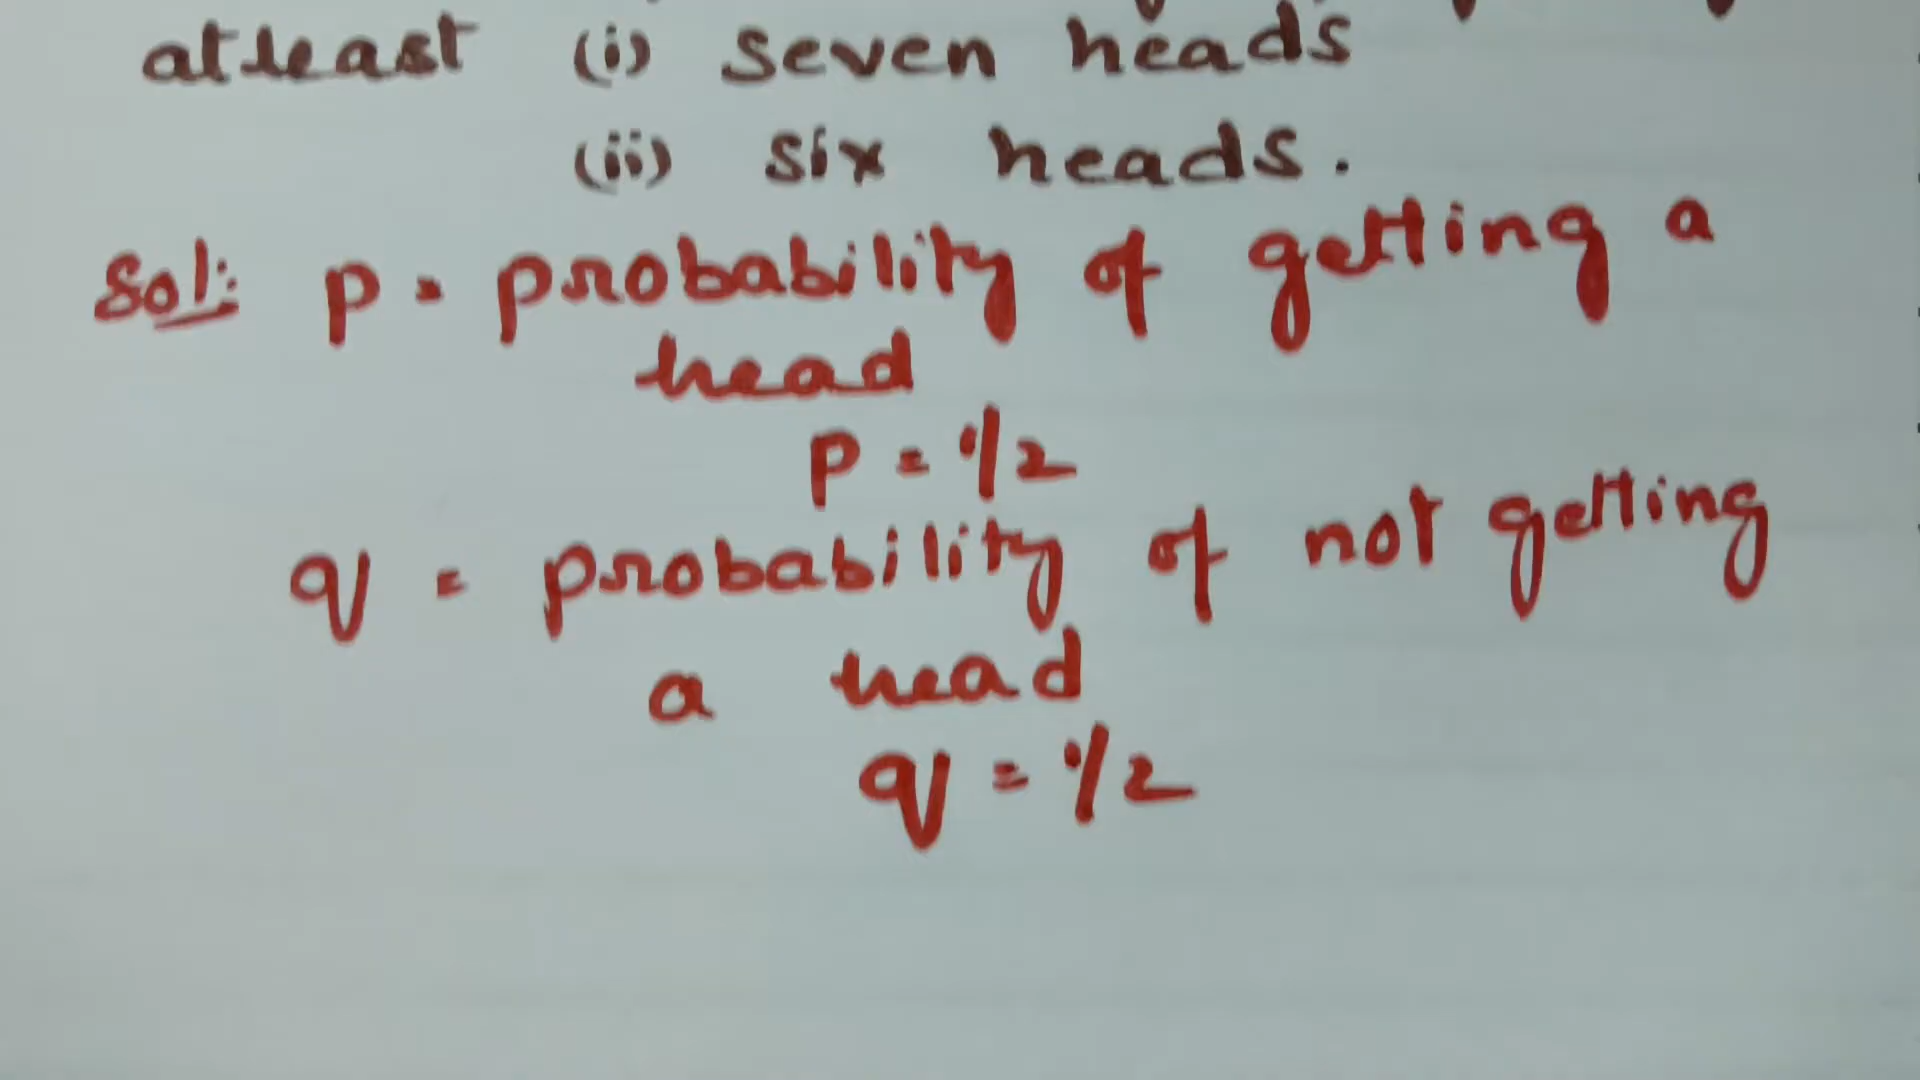 atleast (i) seven heads
(ii) six heads.
Sol: p = probability of getting a
head
p = 1/2
q = probability of not getting
a head
q = 1/2